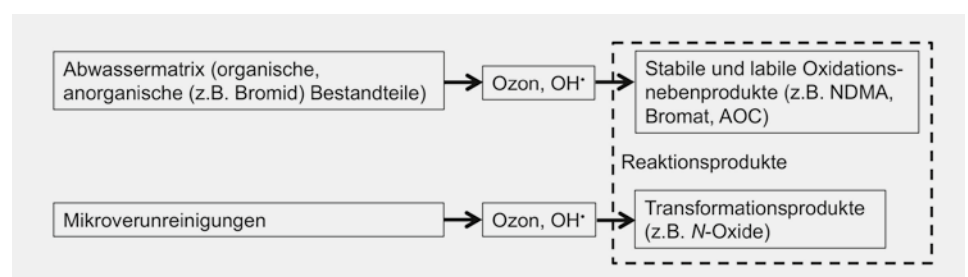 Abwassermatrix (organische,
anorganische (z.B. Bromid) Bestandteile)
Ozon, OH•
Stabile und labile Oxidations-
nebenprodukte (z.B. NDMA,
Bromat, AOC)
Reaktionsprodukte
Mikroverunreinigungen
Ozon, OH•
Transformationsprodukte
(z.B. N-Oxide)